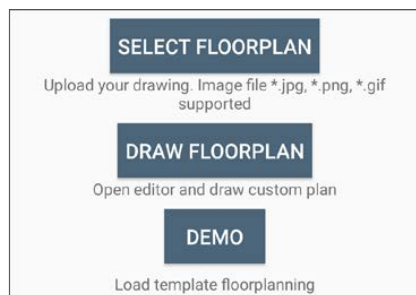 SELECT FLOORPLAN
Upload your drawing. Image file *.jpg, *.png, *.gif
supported
DRAW FLOORPLAN
Open editor and draw custom plan
DEMO
Load template floorplanning